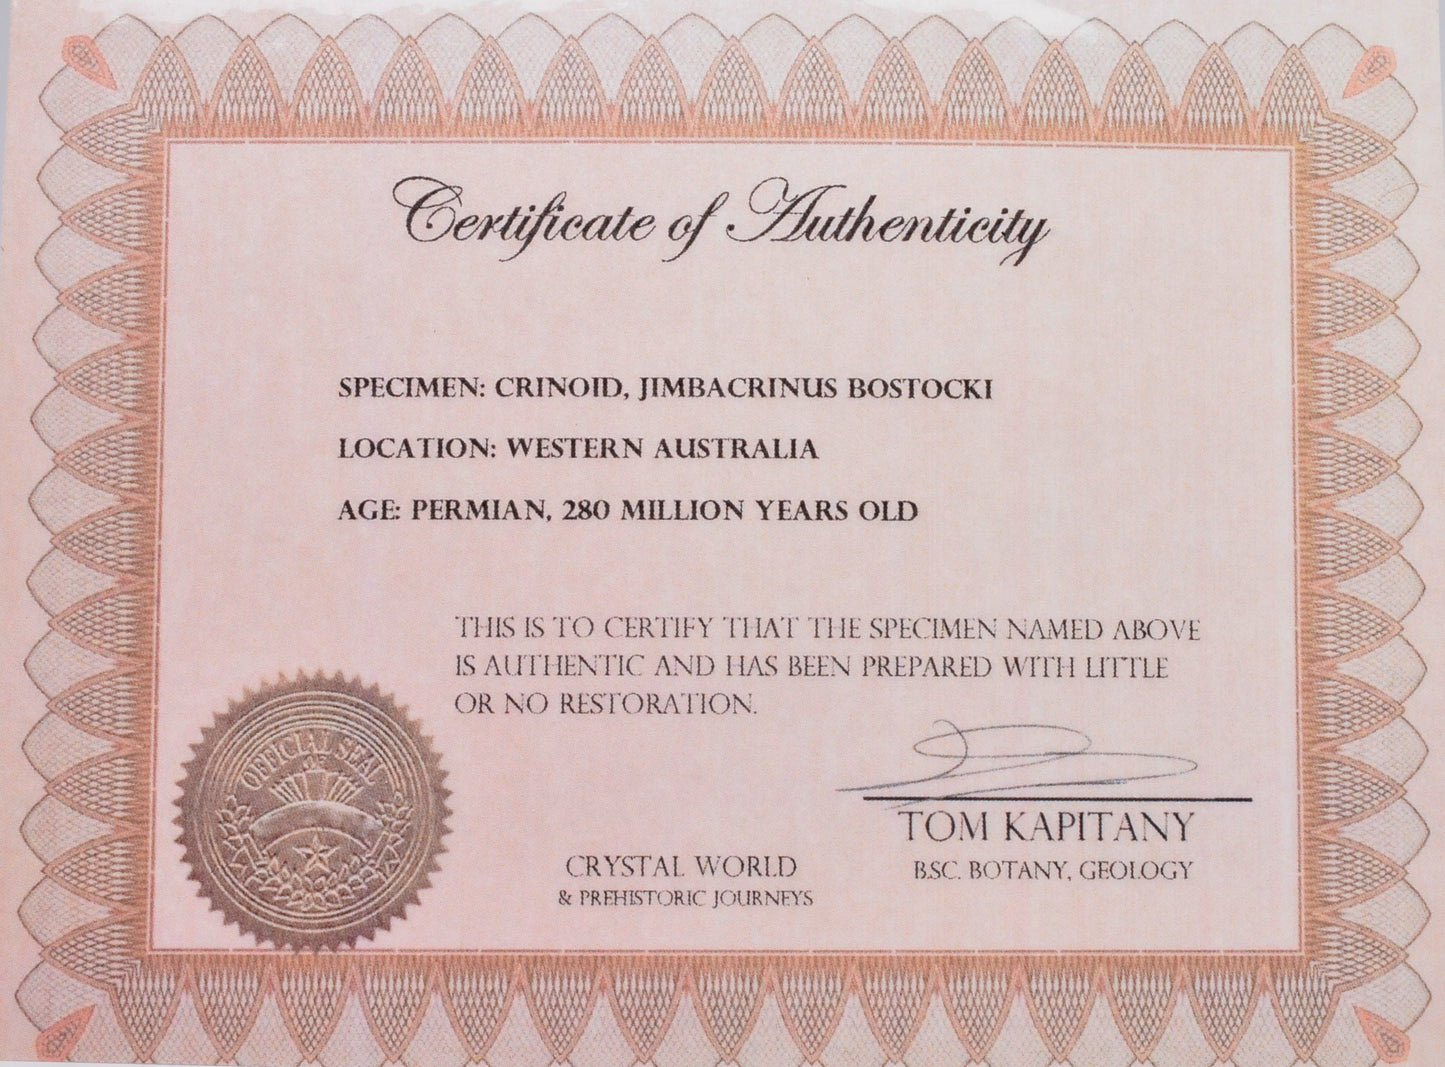 Certificate of Authenticity
SPECIMEN: CRINOID, JIMBACRINUS BOSTOCKI
LOCATION: WESTERN AUSTRALIA
AGE: PERMIAN, 280 MILLION YEARS OLD
THIS IS TO CERTIFY THAT THE SPECIMEN NAMED ABOVE
IS AUTHENTIC AND HAS BEEN PREPARED WITH LITTLE
OR NO RESTORATION.
OFFICIAL SEAL
OF
TOM KAPITANY
B.SC. BOTANY, GEOLOGY
CRYSTAL WORLD
& PREHISTORIC JOURNEYS